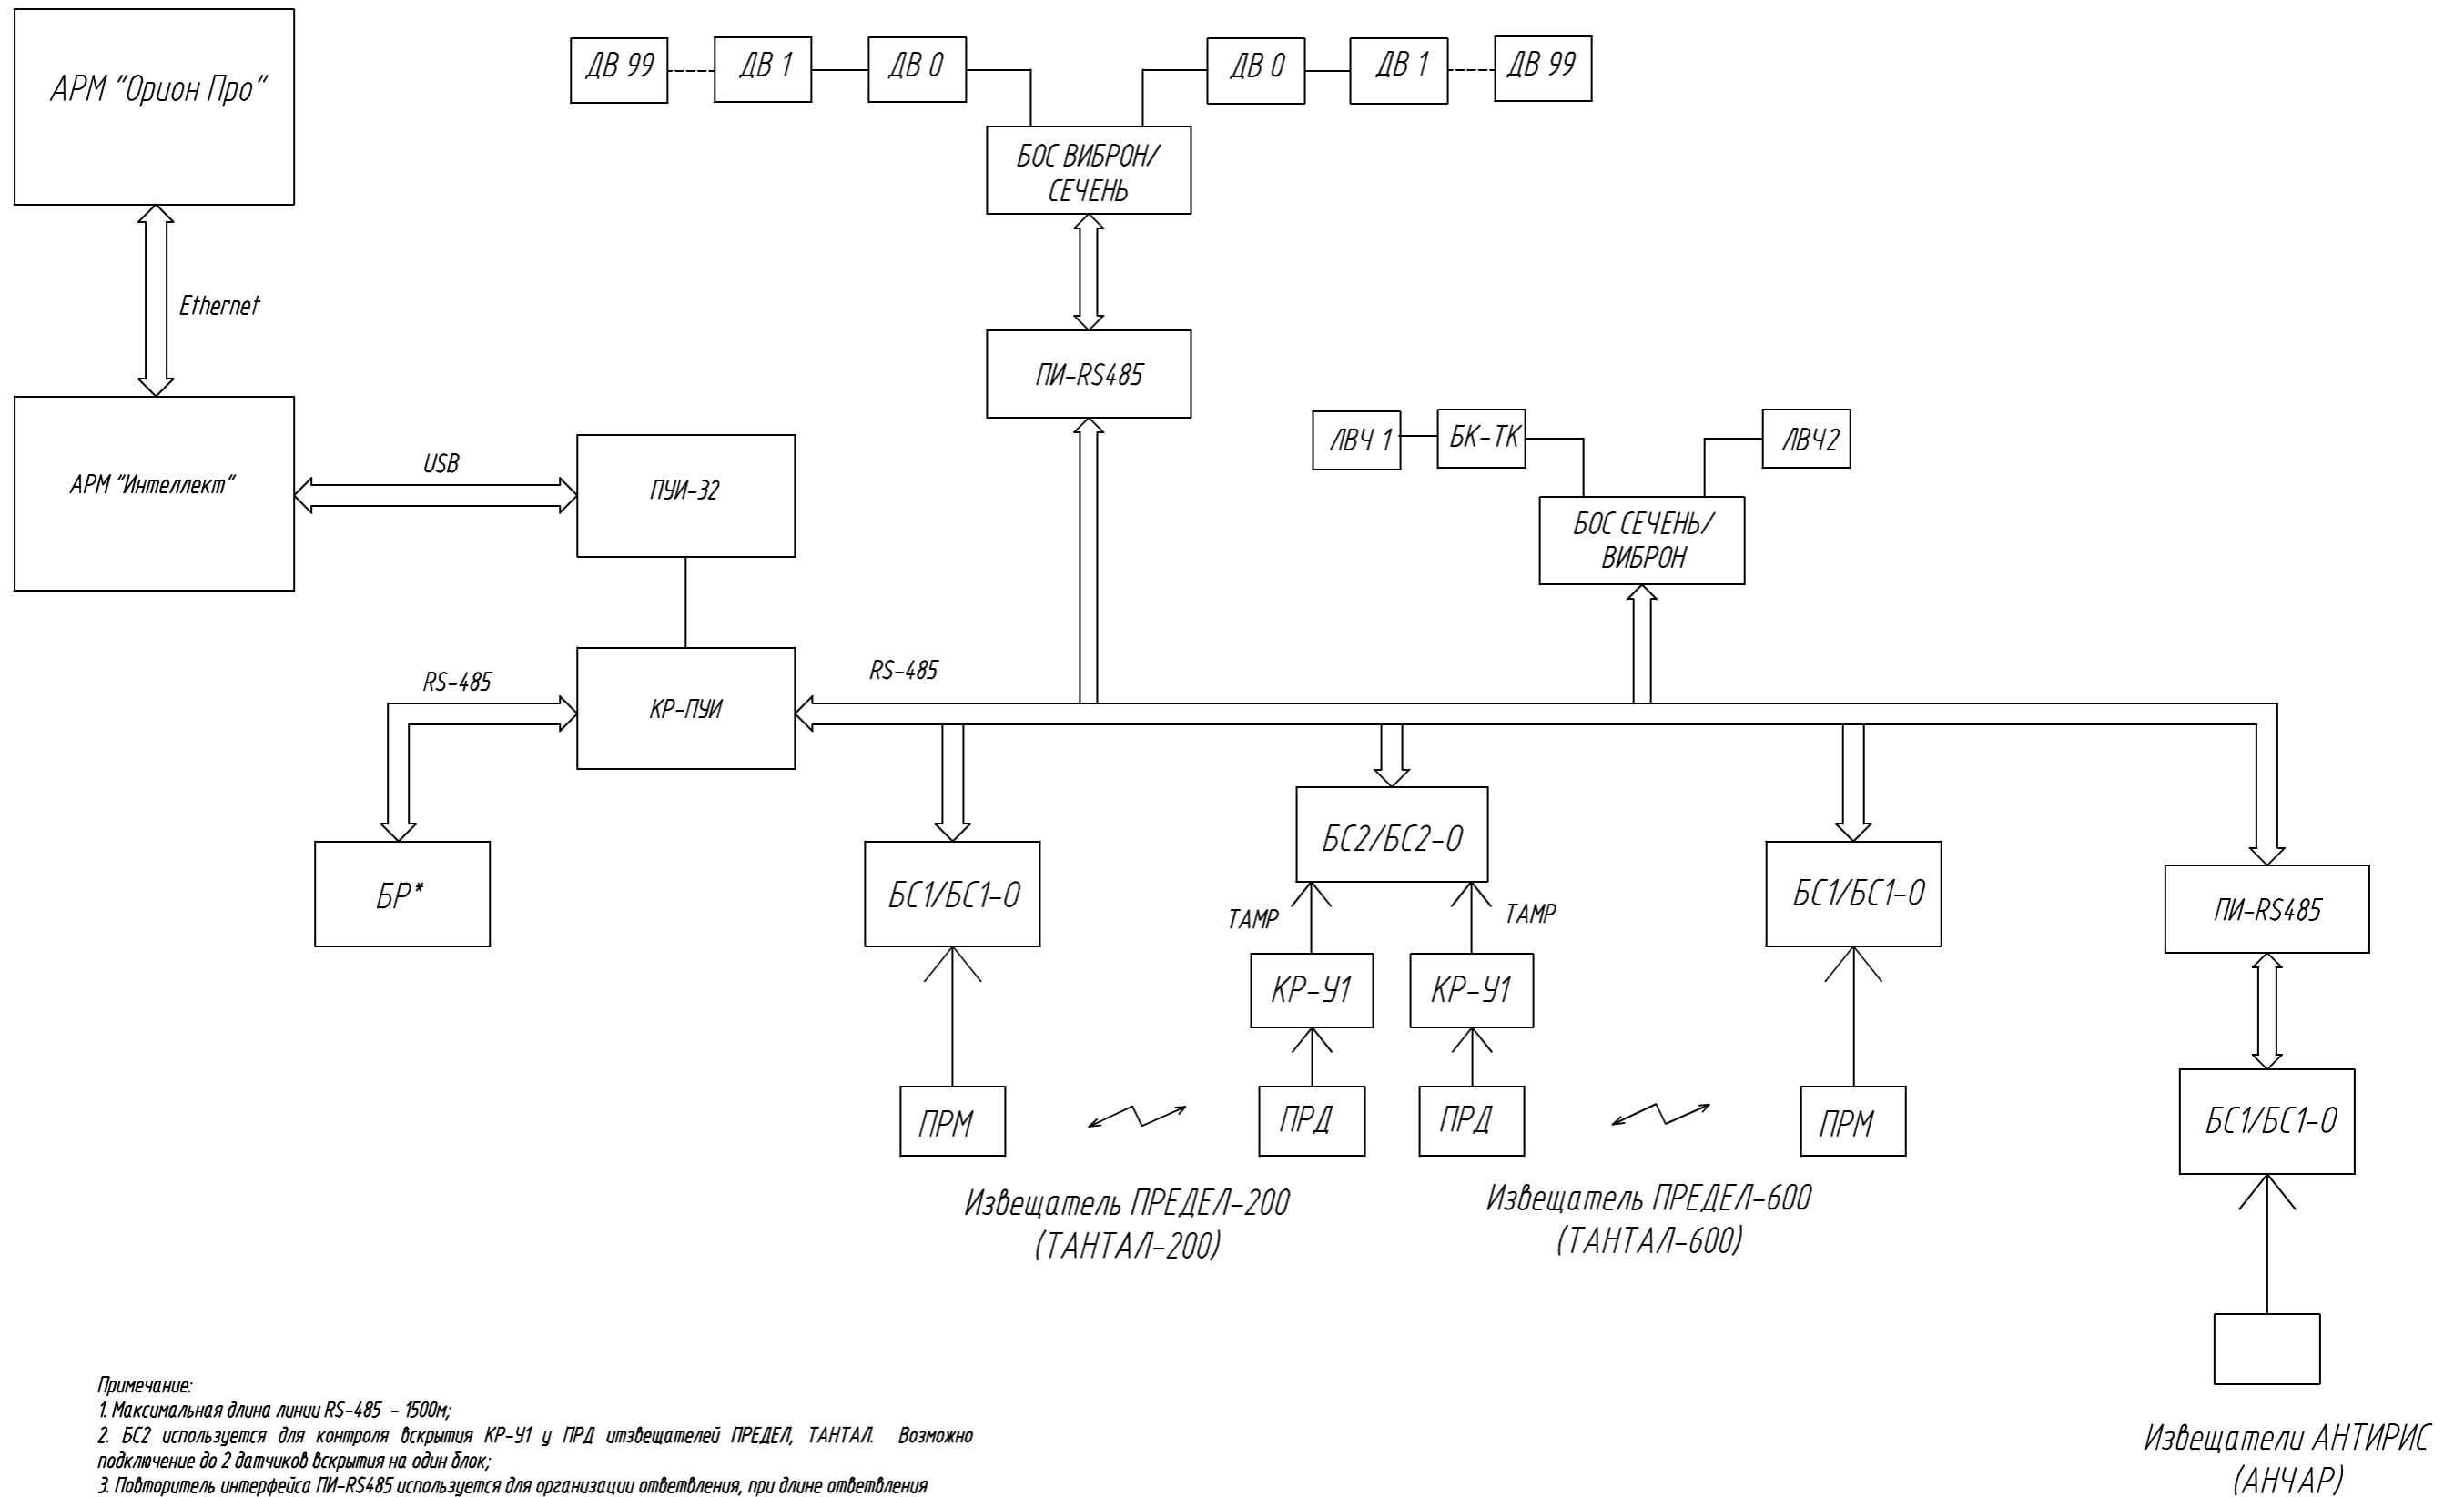 АРМ "Орион Про"
ДВ 99
ДВ 1
ДВ 0
ДВ 0
ДВ 1
ДВ 99
БОС ВИБРОН/
СЕЧЕНЬ
Ethernet
ПИ-RS485
АРМ "Интеллект"
USB
ПУИ-32
ЛВЧ 1
БК-ТК
ЛВЧ2
БОС СЕЧЕНЬ/
ВИБРОН
RS-485
КР-ПУИ
RS-485
БР*
БС1/БС1-О
БС2/БС2-О
БС1/БС1-О
ПИ-RS485
ТАМР
ТАМР
КР-У1
КР-У1
ПРМ
ПРД
ПРД
ПРМ
БС1/БС1-О
Извещатель ПРЕДЕЛ-200
(ТАНТАЛ-200)
Извещатель ПРЕДЕЛ-600
(ТАНТАЛ-600)
Извещатели АНТИРИС
(АНЧАР)
Примечание:
1. Максимальная длина линии RS-485 - 1500м;
2. БС2 используется для контроля вскрытия КР-У1 у ПРД итзвещателей ПРЕДЕЛ, ТАНТАЛ. Возможно
подключение до 2 датчиков вскрытия на один блок;
3. Повторитель интерфейса ПИ-RS485 используется для организации ответвления, при длине ответвления